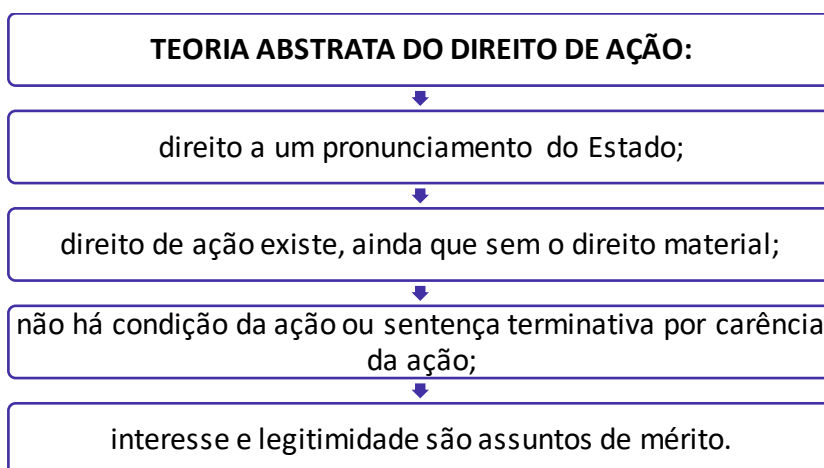 TEORIA ABSTRATA DO DIREITO DE AÇÃO:
direito a um pronunciamento do Estado;
direito de ação existe, ainda que sem o direito material;
não há condição da ação ou sentença terminativa por carência
da ação;
interesse e legitimidade são assuntos de mérito.